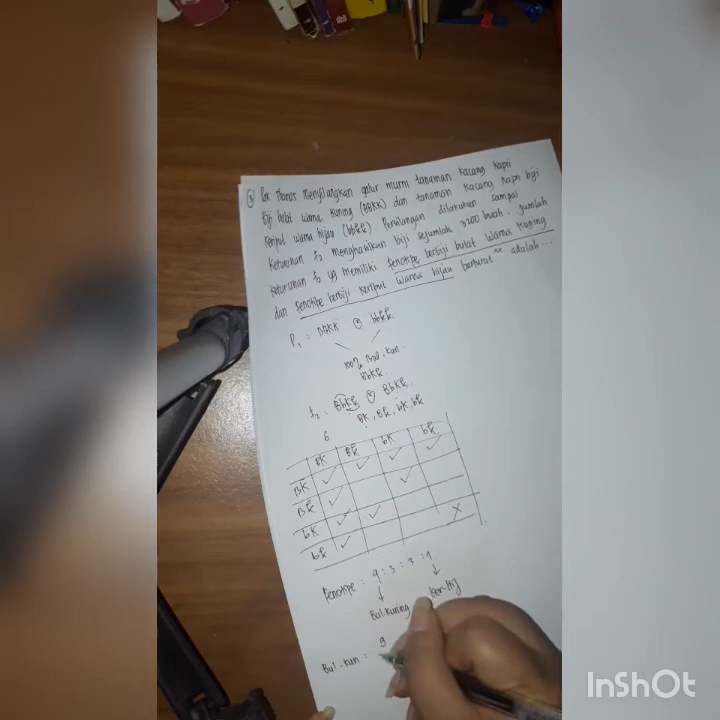 ③ Pak Monos menyilangkan galur murni tanaman kacang kapri
biji bulat warna kuning (BBKK) dan tanaman kacang kapri biji
keriput warna hijau (bbkk). Persilangan dilakukan sampai
keturunan f2 menghasilkan biji sejumlah 3200 buah. Jumlah
keturunan f2 yg memiliki fenotipe berbiji bulat warna kuning
dan fenotipe berbiji keriput warna hijau berturut" adalah ...
P1 : BBKK × bbkk
100% Bul. kun
BbKk
f2 = BbKk × BbKk
6 BK, Bk, bK, bk
BK Bk bK bk
BK ✓ ✓ ✓ ✓
Bk ✓ ✓
bK ✓ ✓
bk ✓ X
Fenotipe : 9 : 3 : 3 : 1
Bul. kuning Ker-Hij
9
Bul. kun :
InShOt